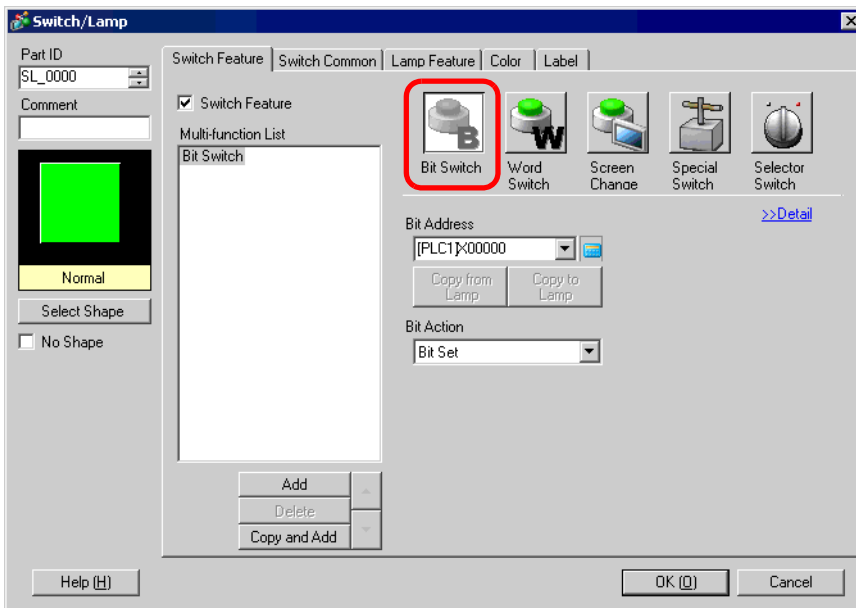 Switch/Lamp
Part ID
SL_0000
Comment
Normal
Select Shape
No Shape
Switch Feature
Switch Common
Lamp Feature
Color
Label
Switch Feature
Multi-function List
Bit Switch
Add
Delete
Copy and Add
B
Bit Switch
W
Word
Switch
Screen
Change
Special
Switch
Selector
Switch
>>Detail
Bit Address
[PLC1]X00000
Copy from
Lamp
Copy to
Lamp
Bit Action
Bit Set
Help (H)
OK (O)
Cancel